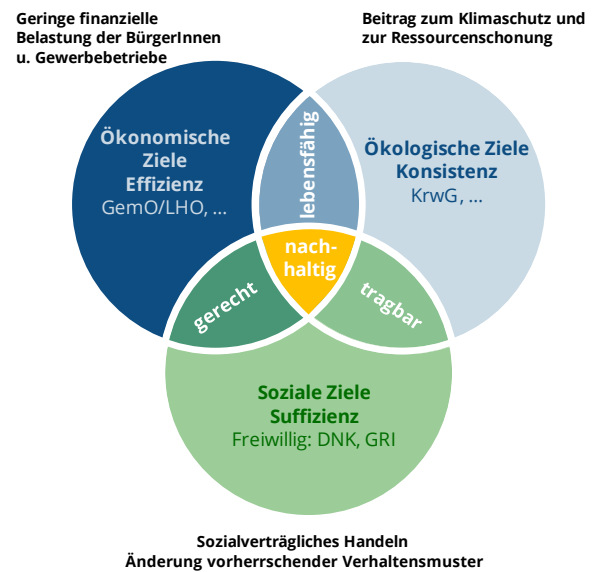 Geringe finanzielle
Belastung der BürgerInnen
u. Gewerbebetriebe
Beitrag zum Klimaschutz und
zur Ressourcenschonung
Ökonomische
Ziele
Effizienz
GemO/LHO, ...
lebensfähig
Ökologische Ziele
Konsistenz
KrwG, ...
nach-
haltig
gerecht
tragbar
Soziale Ziele
Suffizienz
Freiwillig: DNK, GRI
Sozialverträgliches Handeln
Änderung vorherrschender Verhaltensmuster